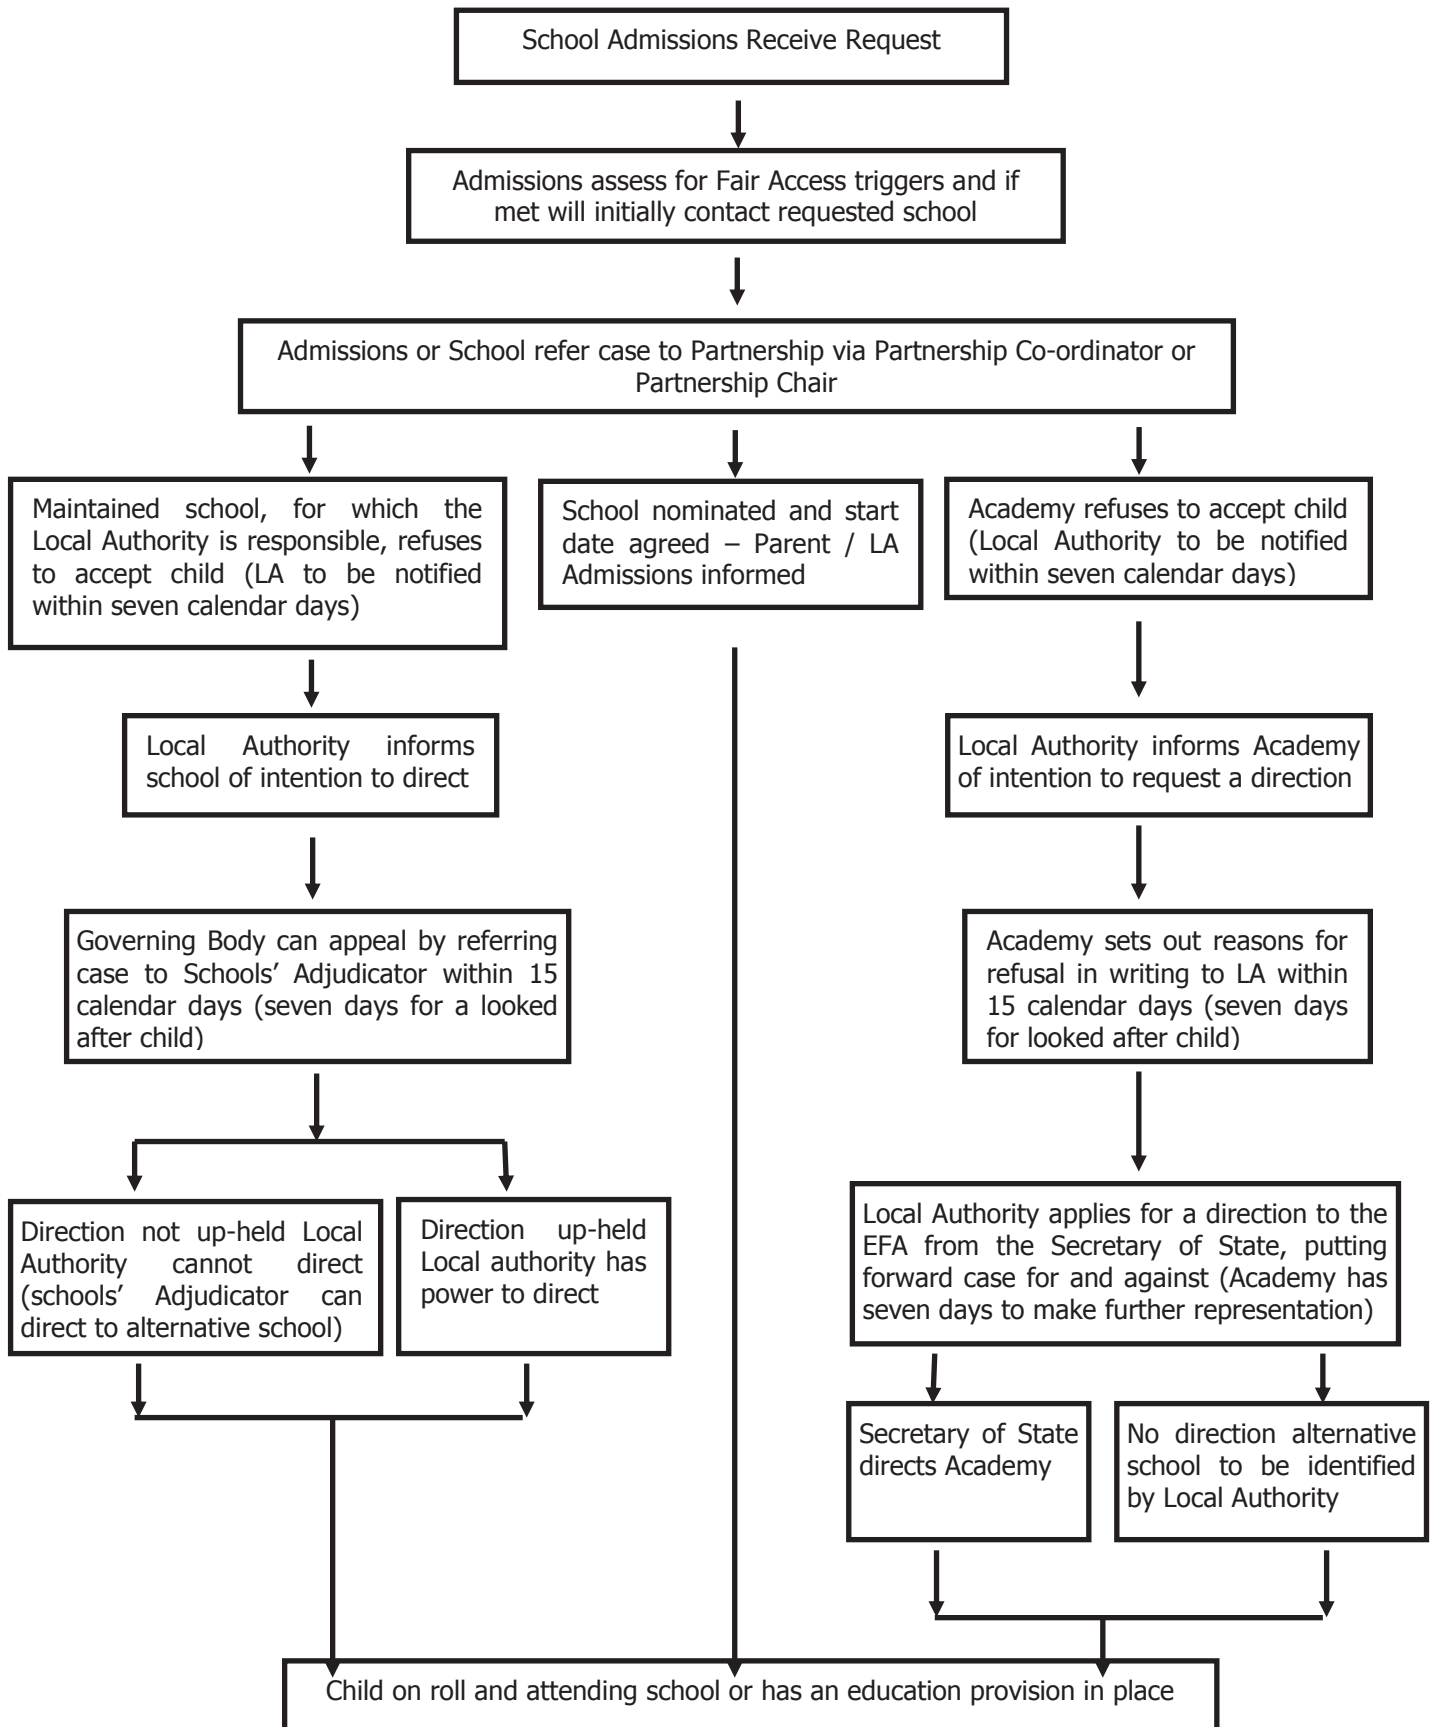 School Admissions Receive Request
Admissions assess for Fair Access triggers and if
met will initially contact requested school
Admissions or School refer case to Partnership via Partnership Co-ordinator or
Partnership Chair
Maintained school, for which the
Local Authority is responsible, refuses
to accept child (LA to be notified
within seven calendar days)
School nominated and start
date agreed – Parent / LA
Admissions informed
Academy refuses to accept child
(Local Authority to be notified
within seven calendar days)
Local Authority informs
school of intention to direct
Local Authority informs Academy
of intention to request a direction
Governing Body can appeal by referring
case to Schools’ Adjudicator within 15
calendar days (seven days for a looked
after child)
Academy sets out reasons for
refusal in writing to LA within
15 calendar days (seven days
for looked after child)
Direction not up-held Local
Authority cannot direct
(schools’ Adjudicator can
direct to alternative school)
Direction up-held
Local authority has
power to direct
Local Authority applies for a direction to the
EFA from the Secretary of State, putting
forward case for and against (Academy has
seven days to make further representation)
Secretary of State
directs Academy
No direction alternative
school to be identified
by Local Authority
Child on roll and attending school or has an education provision in place